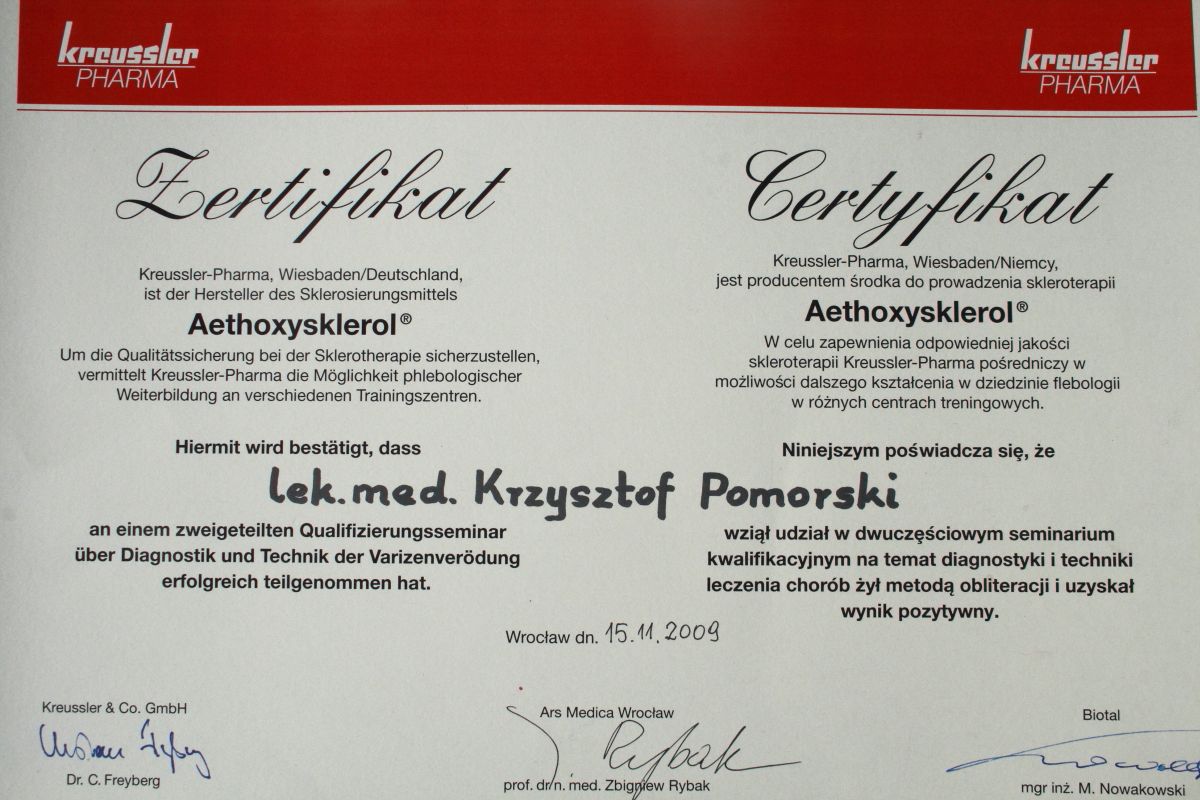 kreussler
PHARMA
kreussler
PHARMA
Zertifikat
Kreussler-Pharma, Wiesbaden/Deutschland,
ist der Hersteller des Sklerosierungsmittels
Aethoxysklerol®
Um die Qualitätssicherung bei der Sklerotherapie sicherzustellen,
vermittelt Kreussler-Pharma die Möglichkeit phlebologischer
Weiterbildung an verschiedenen Trainingszentren.
Hiermit wird bestätigt, dass
Certyfikat
Kreussler-Pharma, Wiesbaden/Niemcy,
jest producentem środka do prowadzenia skleroterapii
Aethoxysklerol®
W celu zapewnienia odpowiedniej jakości
skleroterapii Kreussler-Pharma pośredniczy w
możliwości dalszego kształcenia w dziedzinie flebologii
w różnych centrach treningowych.
Niniejszym poświadcza się, że
lek. med. Krzysztof Pomorski
an einem zweigeteilten Qualifizierungsseminar
über Diagnostik und Technik der Varizenverödung
erfolgreich teilgenommen hat.
wziął udział w dwuczęściowym seminarium
kwalifikacyjnym na temat diagnostyki i techniki
leczenia chorób żył metodą obliteracji i uzyskał
wynik pozytywny.
Wrocław dn. 15.11.2009
Kreussler & Co. GmbH
Dr. C. Freyberg
Ars Medica Wrocław
Rybak
prof. dr/n. med. Zbigniew Rybak
Biotal
mgr inż. M. Nowakowski